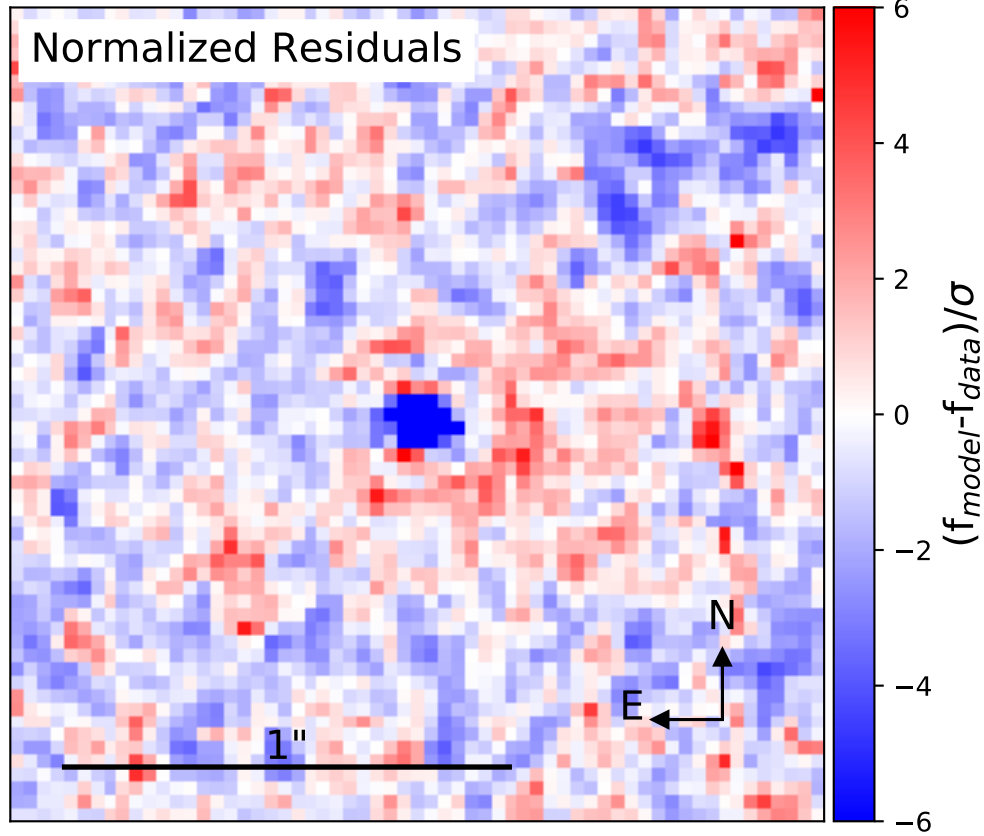 Normalized Residuals
6
4
2
0
−2
−4
−6
(f_model-f_data)/σ
N
E
1"